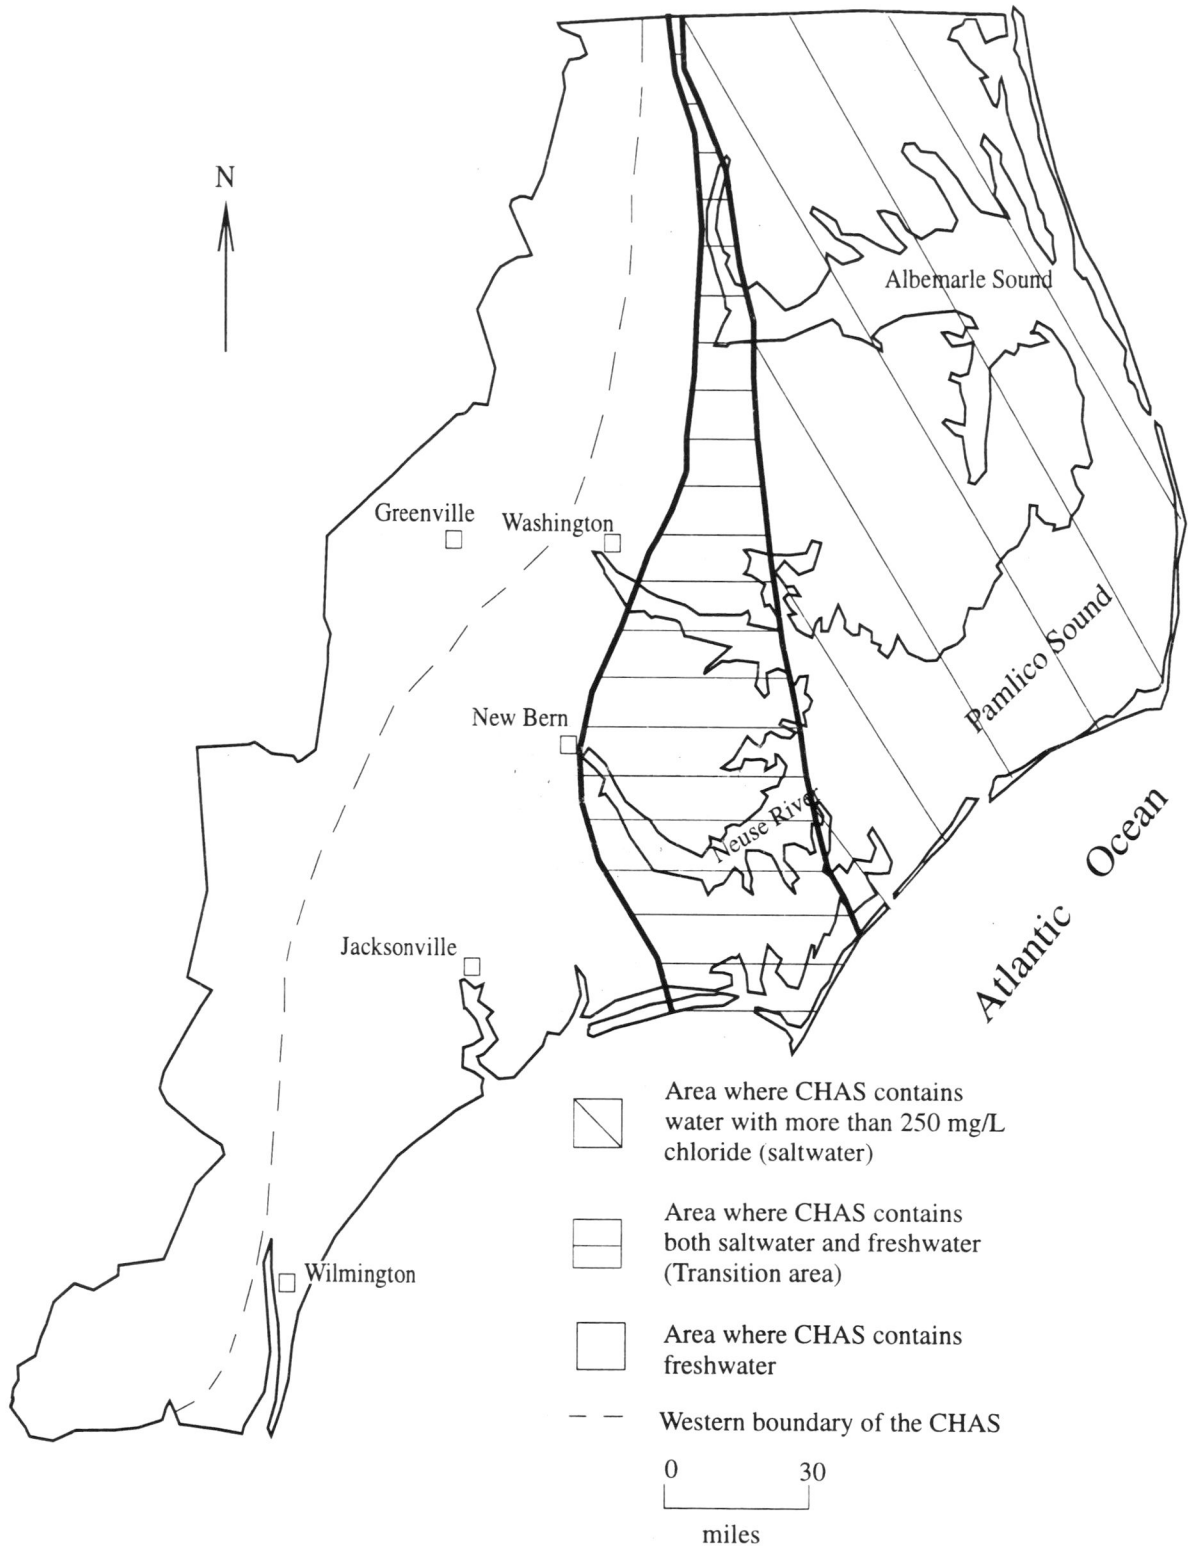 N
Albemarle Sound
Greenville
Washington
Pamlico Sound
New Bern
Neuse River
Atlantic Ocean
Jacksonville
Area where CHAS contains
water with more than 250 mg/L
chloride (saltwater)
Area where CHAS contains
both saltwater and freshwater
(Transition area)
Wilmington
Area where CHAS contains
freshwater
Western boundary of the CHAS
0 30
miles